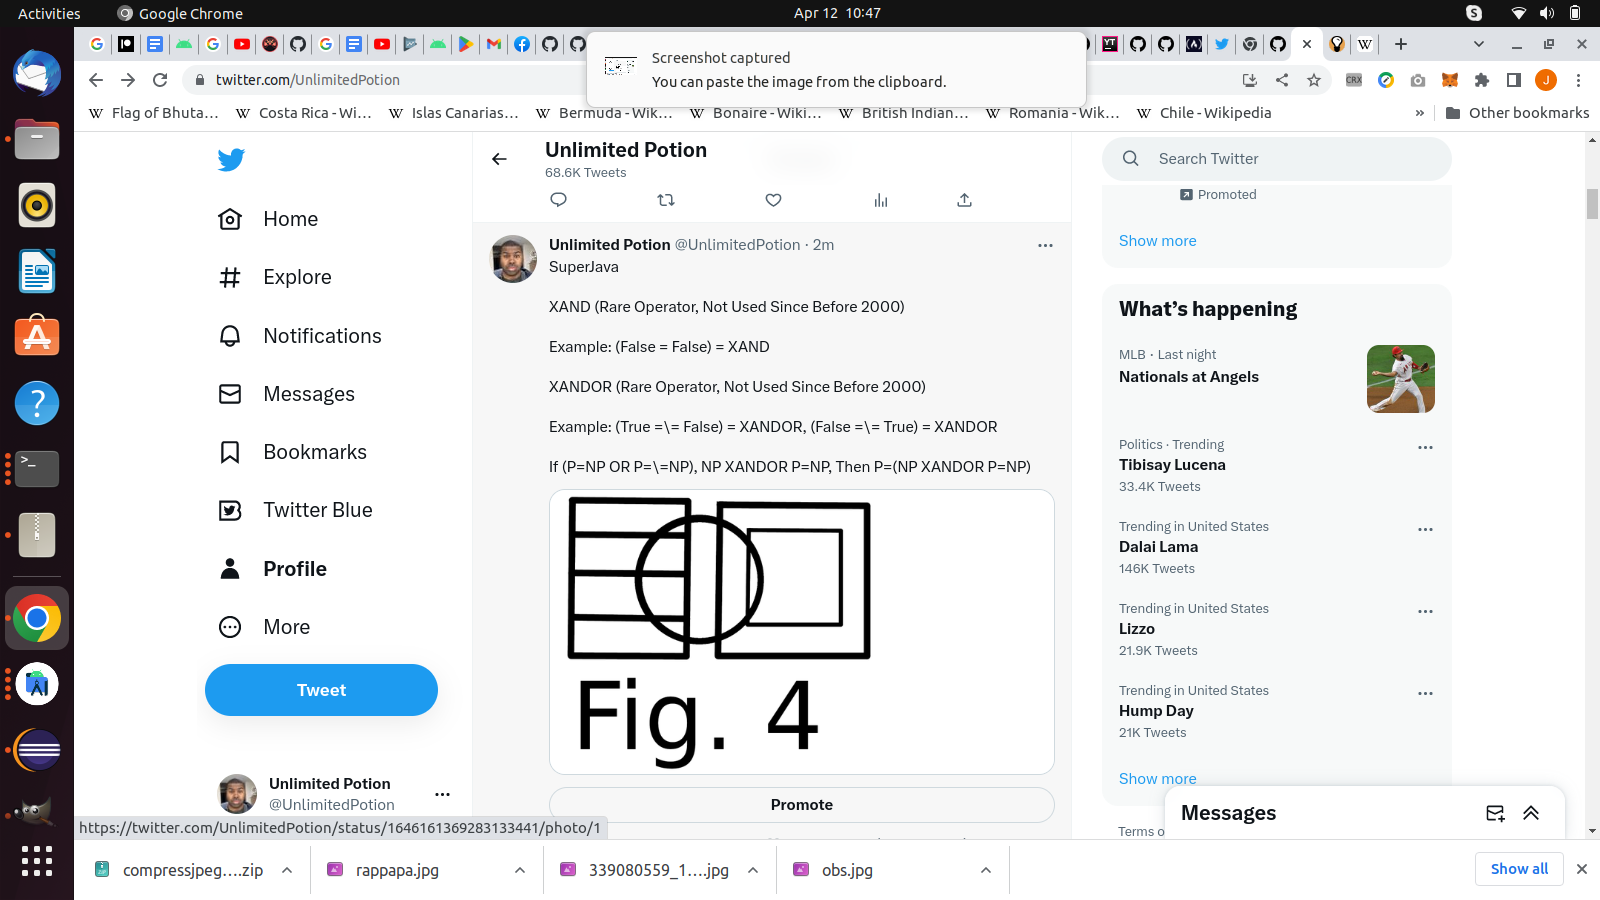 Activities
Google Chrome
Apr 12 10:47
Screenshot captured
You can paste the image from the clipboard.
twitter.com/UnlimitedPotion
Flag of Bhuta…
Costa Rica - Wi…
Islas Canarias…
Bermuda - Wik…
Bonaire - Wiki…
British Indian…
Romania - Wik…
Chile - Wikipedia
» Other bookmarks
Home
Explore
Notifications
Messages
Bookmarks
Twitter Blue
Profile
More
Tweet
Unlimited Potion
@UnlimitedPotion
Unlimited Potion
68.6K Tweets
Unlimited Potion @UnlimitedPotion · 2m
SuperJava
XAND (Rare Operator, Not Used Since Before 2000)
Example: (False = False) = XAND
XANDOR (Rare Operator, Not Used Since Before 2000)
Example: (True =\= False) = XANDOR, (False =\= True) = XANDOR
If (P=NP OR P=\=NP), NP XANDOR P=NP, Then P=(NP XANDOR P=NP)
Fig. 4
Promote
Search Twitter
Promoted
Show more
What's happening
MLB · Last night
Nationals at Angels
Politics · Trending
Tibisay Lucena
33.4K Tweets
Trending in United States
Dalai Lama
146K Tweets
Trending in United States
Lizzo
21.9K Tweets
Trending in United States
Hump Day
21K Tweets
Show more
Messages
Terms o
https://twitter.com/UnlimitedPotion/status/1646161369283133441/photo/1
compressjpeg….zip
rappapa.jpg
339080559_1….jpg
obs.jpg
Show all